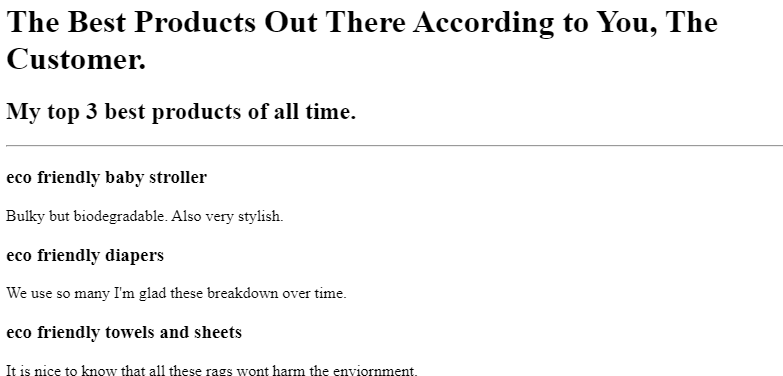 The Best Products Out There According to You, The
Customer.
My top 3 best products of all time.
eco friendly baby stroller
Bulky but biodegradable. Also very stylish.
eco friendly diapers
We use so many I'm glad these breakdown over time.
eco friendly towels and sheets
It is nice to know that all these rags wont harm the enviornment.